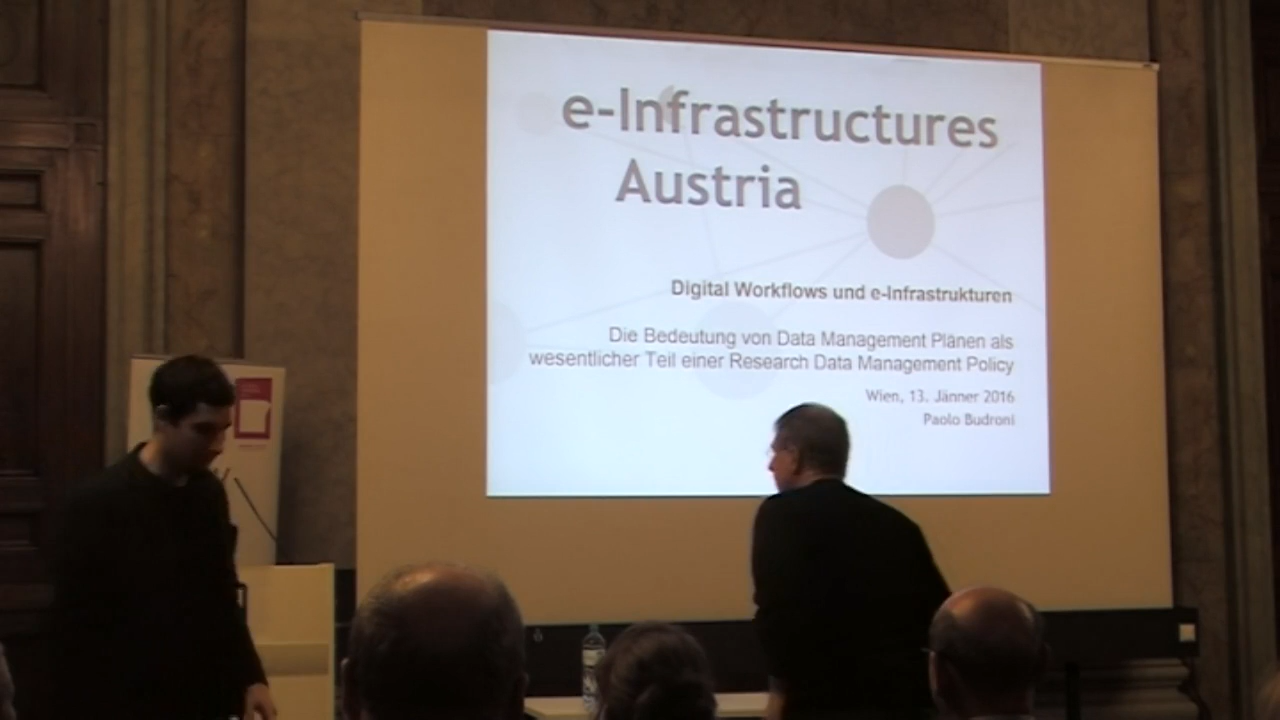 e-Infrastructures
Austria
Digital Workflows und e-Infrastrukturen
Die Bedeutung von Data Management Plänen als
wesentlicher Teil einer Research Data Management Policy
Wien, 13. Jänner 2016
Paolo Budroni